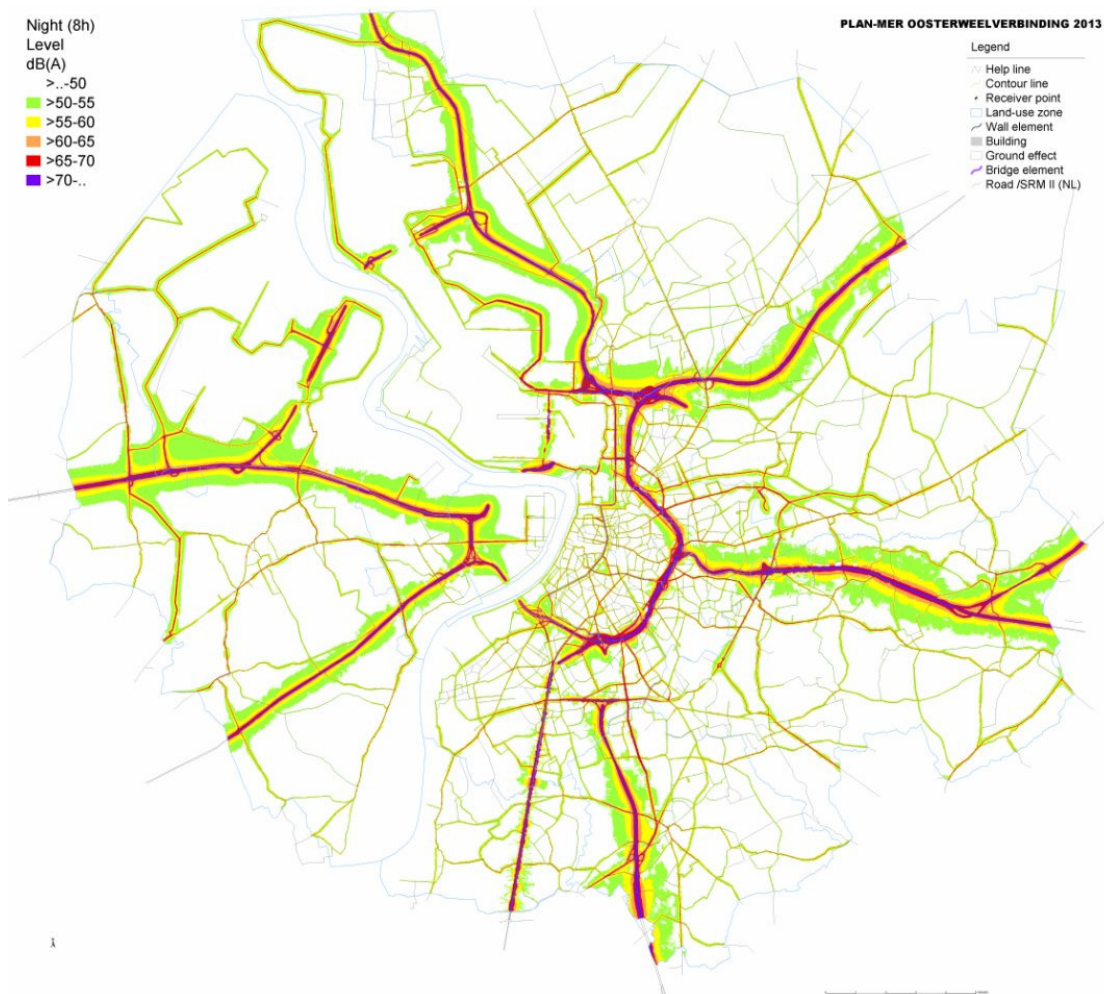 Night (8h)
Level
dB(A)
>..-50
>50-55
>55-60
>60-65
>65-70
>70-..
PLAN-MER OOSTERWEELVERBINDING 2013
Legend
Help line
Contour line
Receiver point
Land-use zone
Wall element
Building
Ground effect
Bridge element
Road /SRM II (NL)